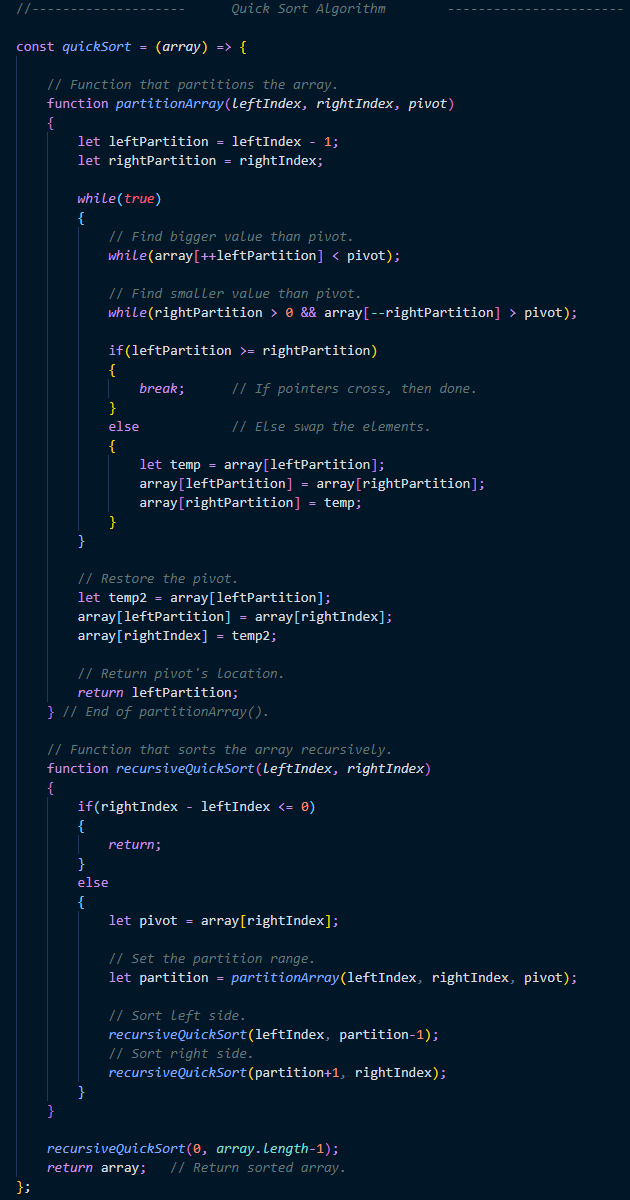 //--------------------      Quick Sort Algorithm        -----------------------
const quickSort = (array) => {
    // Function that partitions the array.
    function partitionArray(leftIndex, rightIndex, pivot)
    {
        let leftPartition = leftIndex - 1;
        let rightPartition = rightIndex;
        while(true)
        {
            // Find bigger value than pivot.
            while(array[++leftPartition] < pivot);
            // Find smaller value than pivot.
            while(rightPartition > 0 && array[--rightPartition] > pivot);
            if(leftPartition >= rightPartition)
            {
                break;      // If pointers cross, then done.
            }
            else            // Else swap the elements.
            {
                let temp = array[leftPartition];
                array[leftPartition] = array[rightPartition];
                array[rightPartition] = temp;
            }
        }
        // Restore the pivot.
        let temp2 = array[leftPartition];
        array[leftPartition] = array[rightIndex];
        array[rightIndex] = temp2;
        // Return pivot's location.
        return leftPartition;
    } // End of partitionArray().
    // Function that sorts the array recursively.
    function recursiveQuickSort(leftIndex, rightIndex)
    {
        if(rightIndex - leftIndex <= 0)
        {
            return;
        }
        else
        {
            let pivot = array[rightIndex];
            // Set the partition range.
            let partition = partitionArray(leftIndex, rightIndex, pivot);
            // Sort left side.
            recursiveQuickSort(leftIndex, partition-1);
            // Sort right side.
            recursiveQuickSort(partition+1, rightIndex);
        }
    }
    recursiveQuickSort(0, array.length-1);
    return array;   // Return sorted array.
};